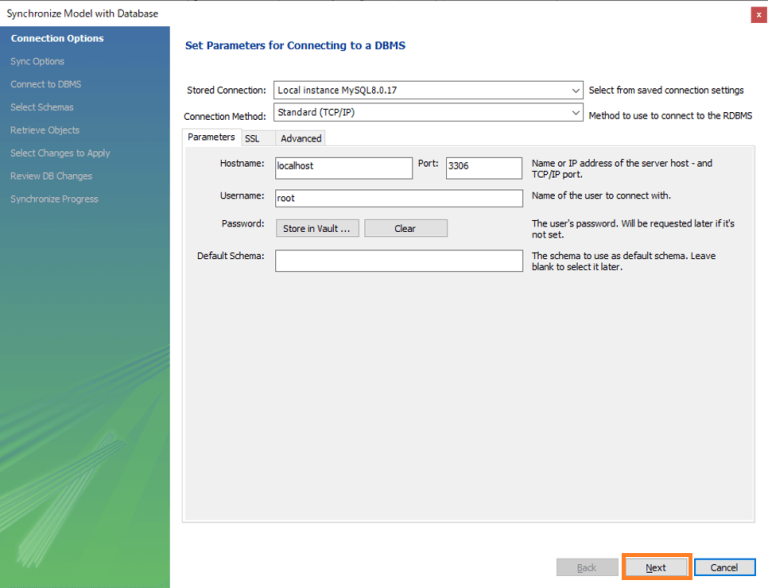 Synchronize Model with Database
x
Connection Options
Sync Options
Connect to DBMS
Select Schemas
Retrieve Objects
Select Changes to Apply
Review DB Changes
Synchronize Progress
Set Parameters for Connecting to a DBMS
Stored Connection: Local instance MySQL8.0.17 Select from saved connection settings
Connection Method: Standard (TCP/IP) Method to use to connect to the RDBMS
Parameters SSL Advanced
Hostname: localhost Port: 3306 Name or IP address of the server host - and
TCP/IP port.
Username: root Name of the user to connect with.
Password: Store in Vault ... Clear The user's password. Will be requested later if it's
not set.
Default Schema: The schema to use as default schema. Leave
blank to select it later.
Back Next Cancel